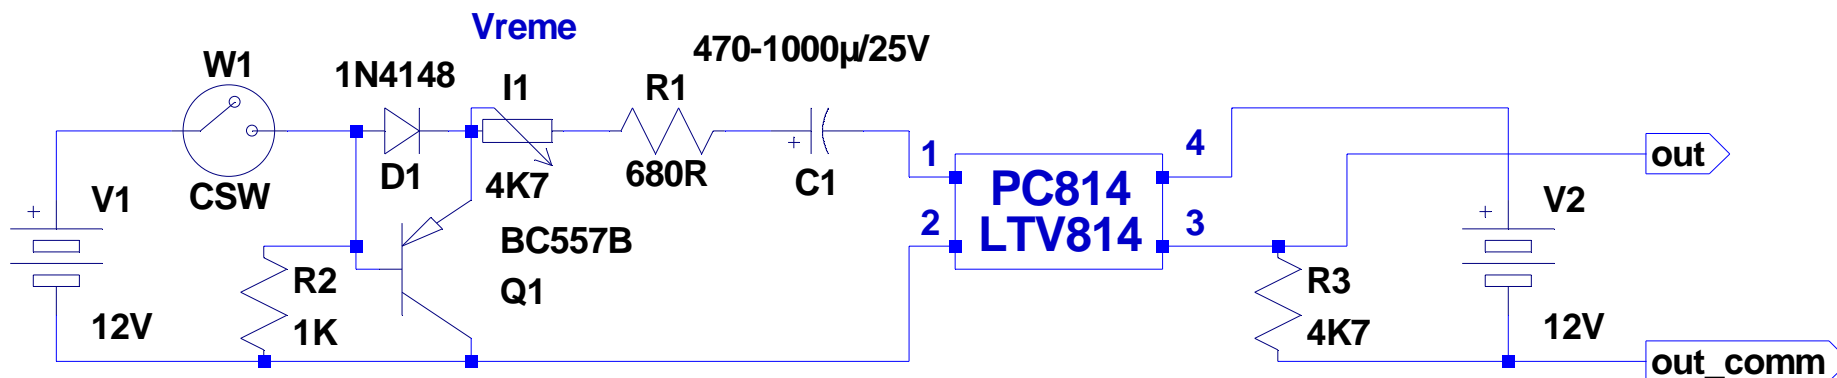 Vreme
470-1000µ/25V
W1
1N4148
I1
R1
1
4
out
D1
680R
C1
PC814
CSW
4K7
V1
V2
2
3
LTV814
BC557B
R2
Q1
R3
12V
1K
4K7
12V
out_comm